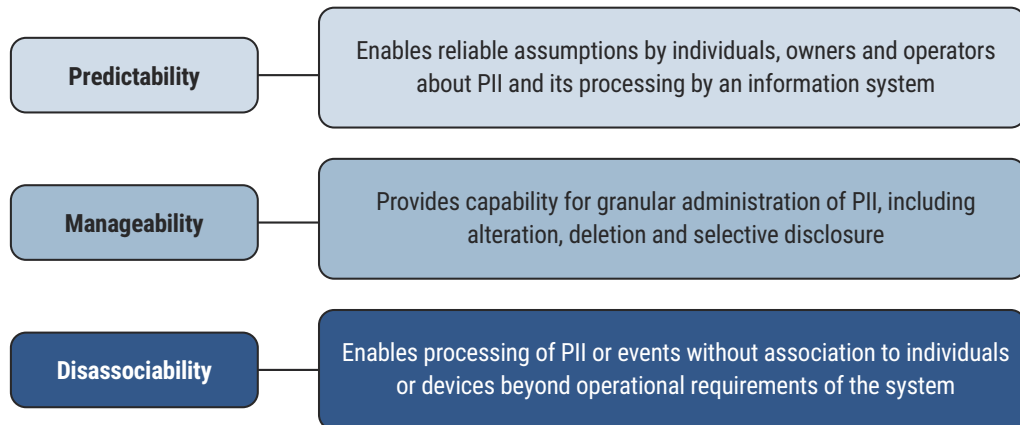 Predictability
Enables reliable assumptions by individuals, owners and operators
about PII and its processing by an information system
Manageability
Provides capability for granular administration of PII, including
alteration, deletion and selective disclosure
Disassociability
Enables processing of PII or events without association to individuals
or devices beyond operational requirements of the system